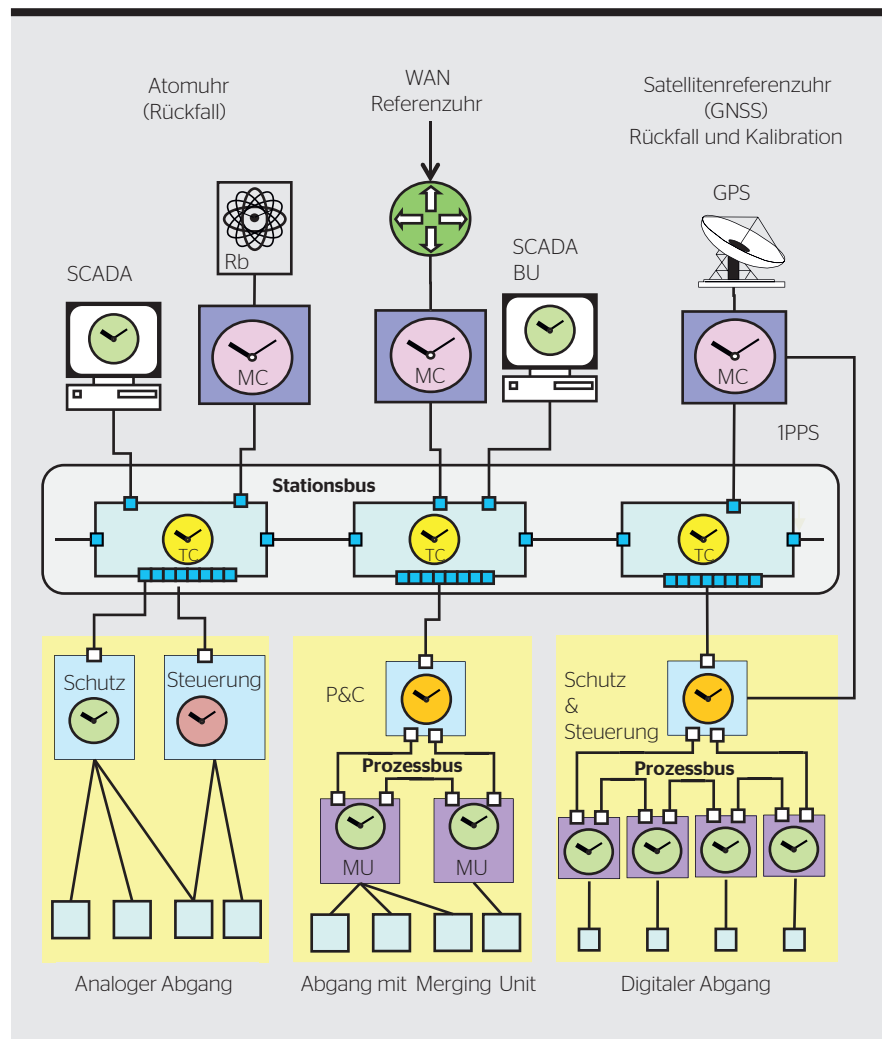 Atomuhr
(Rückfall)
WAN
Referenzuhr
Satellitenreferenzuhr
(GNSS)
Rückfall und Kalibration
GPS
SCADA
Rb
SCADA
BU
MC
MC
MC
1PPS
Stationsbus
TC
TC
TC
Schutz
Steuerung
P&C
Schutz
&
Steuerung
Prozessbus
Prozessbus
MU
MU
Analoger Abgang
Abgang mit Merging Unit
Digitaler Abgang